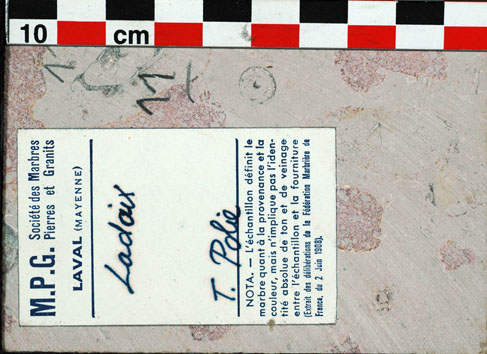 10 cm
11
M.P.G. Société des Marbres
Pierres et Granits
LAVAL (MAYENNE)
T. Polie
NOTA. — L'échantillon définit le
marbre quant à la provenance et la
couleur, mais n'implique pas l'iden-
tité absolue de ton et de veinage
entre l'échantillon et la fourniture
(Extrait des délibérations de la Fédération Marbrière de
France, du 2 Juin 1908).